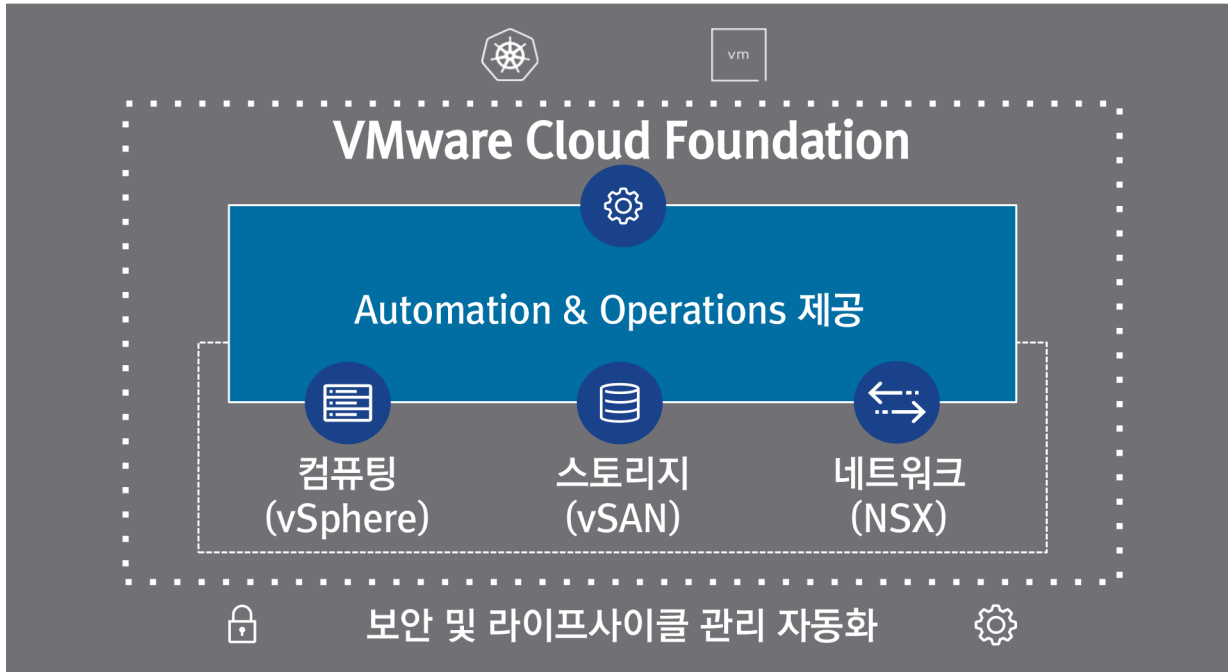 vm
VMware Cloud Foundation
Automation & Operations 제공
컴퓨팅
(vSphere)
스토리지
(vSAN)
네트워크
(NSX)
보안 및 라이프사이클 관리 자동화